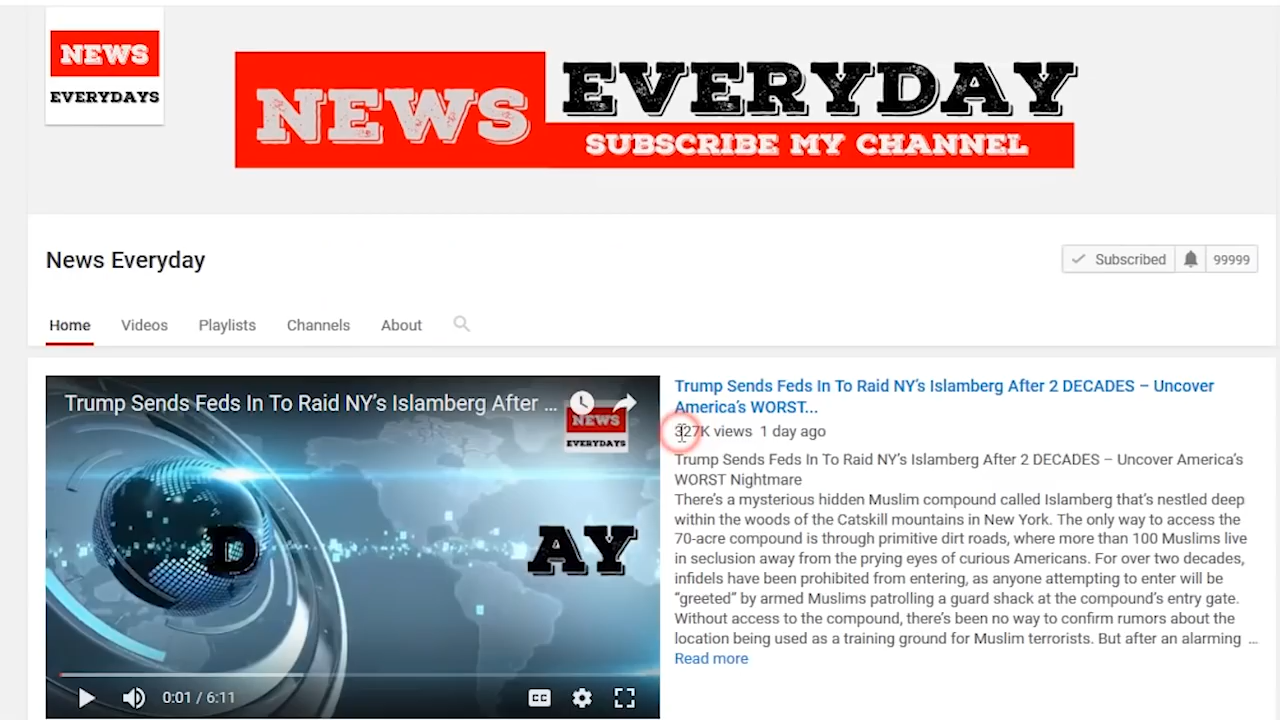 NEWS
EVERYDAYS
NEWS
EVERYDAY
SUBSCRIBE MY CHANNEL
News Everyday
Subscribed
99999
Home
Videos
Playlists
Channels
About
Trump Sends Feds In To Raid NY's Islamberg After ...
NEWS
EVERYDAYS
D
AY
0:01 / 6:11
CC
Trump Sends Feds In To Raid NY's Islamberg After 2 DECADES – Uncover
America's WORST...
327K views 1 day ago
Trump Sends Feds In To Raid NY's Islamberg After 2 DECADES – Uncover America's
WORST Nightmare
There's a mysterious hidden Muslim compound called Islamberg that's nestled deep
within the woods of the Catskill mountains in New York. The only way to access the
70-acre compound is through primitive dirt roads, where more than 100 Muslims live
in seclusion away from the prying eyes of curious Americans. For over two decades,
infidels have been prohibited from entering, as anyone attempting to enter will be
“greeted” by armed Muslims patrolling a guard shack at the compound's entry gate.
Without access to the compound, there's been no way to confirm rumors about the
location being used as a training ground for Muslim terrorists. But after an alarming ...
Read more